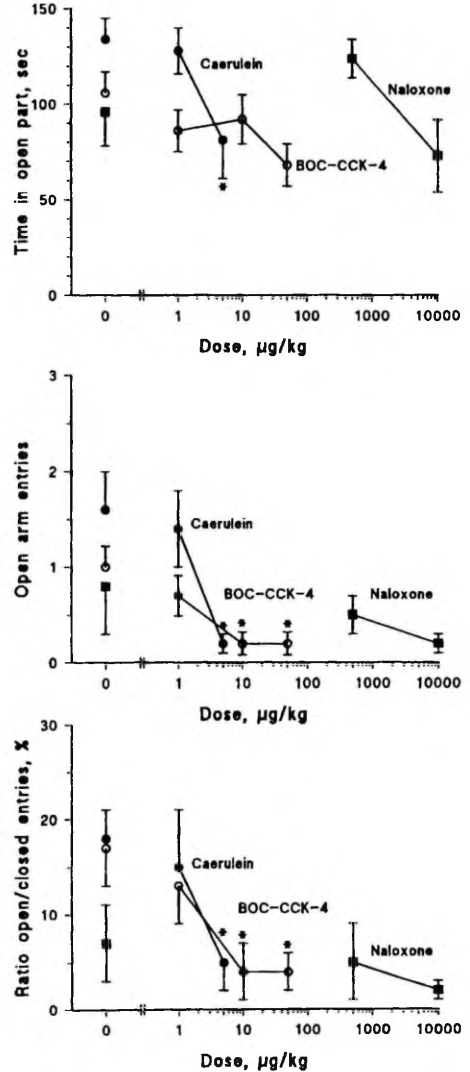 150
Time in open part, sec
Caerulein
Naloxone
100
BOC-CCK-4
*
50
0
0 1 10 100 1000 10000
Dose, μg/kg
3
Open arm entries
2
Caerulein
1
BOC-CCK-4
Naloxone
* * *
0
0 1 10 100 1000 10000
Dose, μg/kg
30
Ratio open/closed entries, %
20
Caerulein
BOC-CCK-4
* * *
10
Naloxone
0
0 1 10 100 1000 10000
Dose, μg/kg